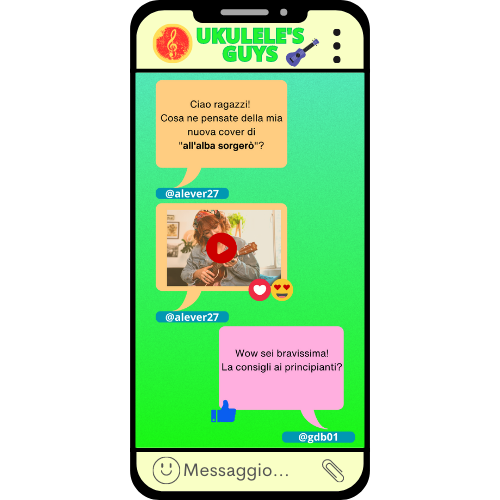 UKULELE'S
GUYS
Ciao ragazzi!
Cosa ne pensate della mia
nuova cover di
"all'alba sorgerò"?
@alever27
@alever27
Wow sei bravissima!
La consigli ai principianti?
@gdb01
Messaggio...